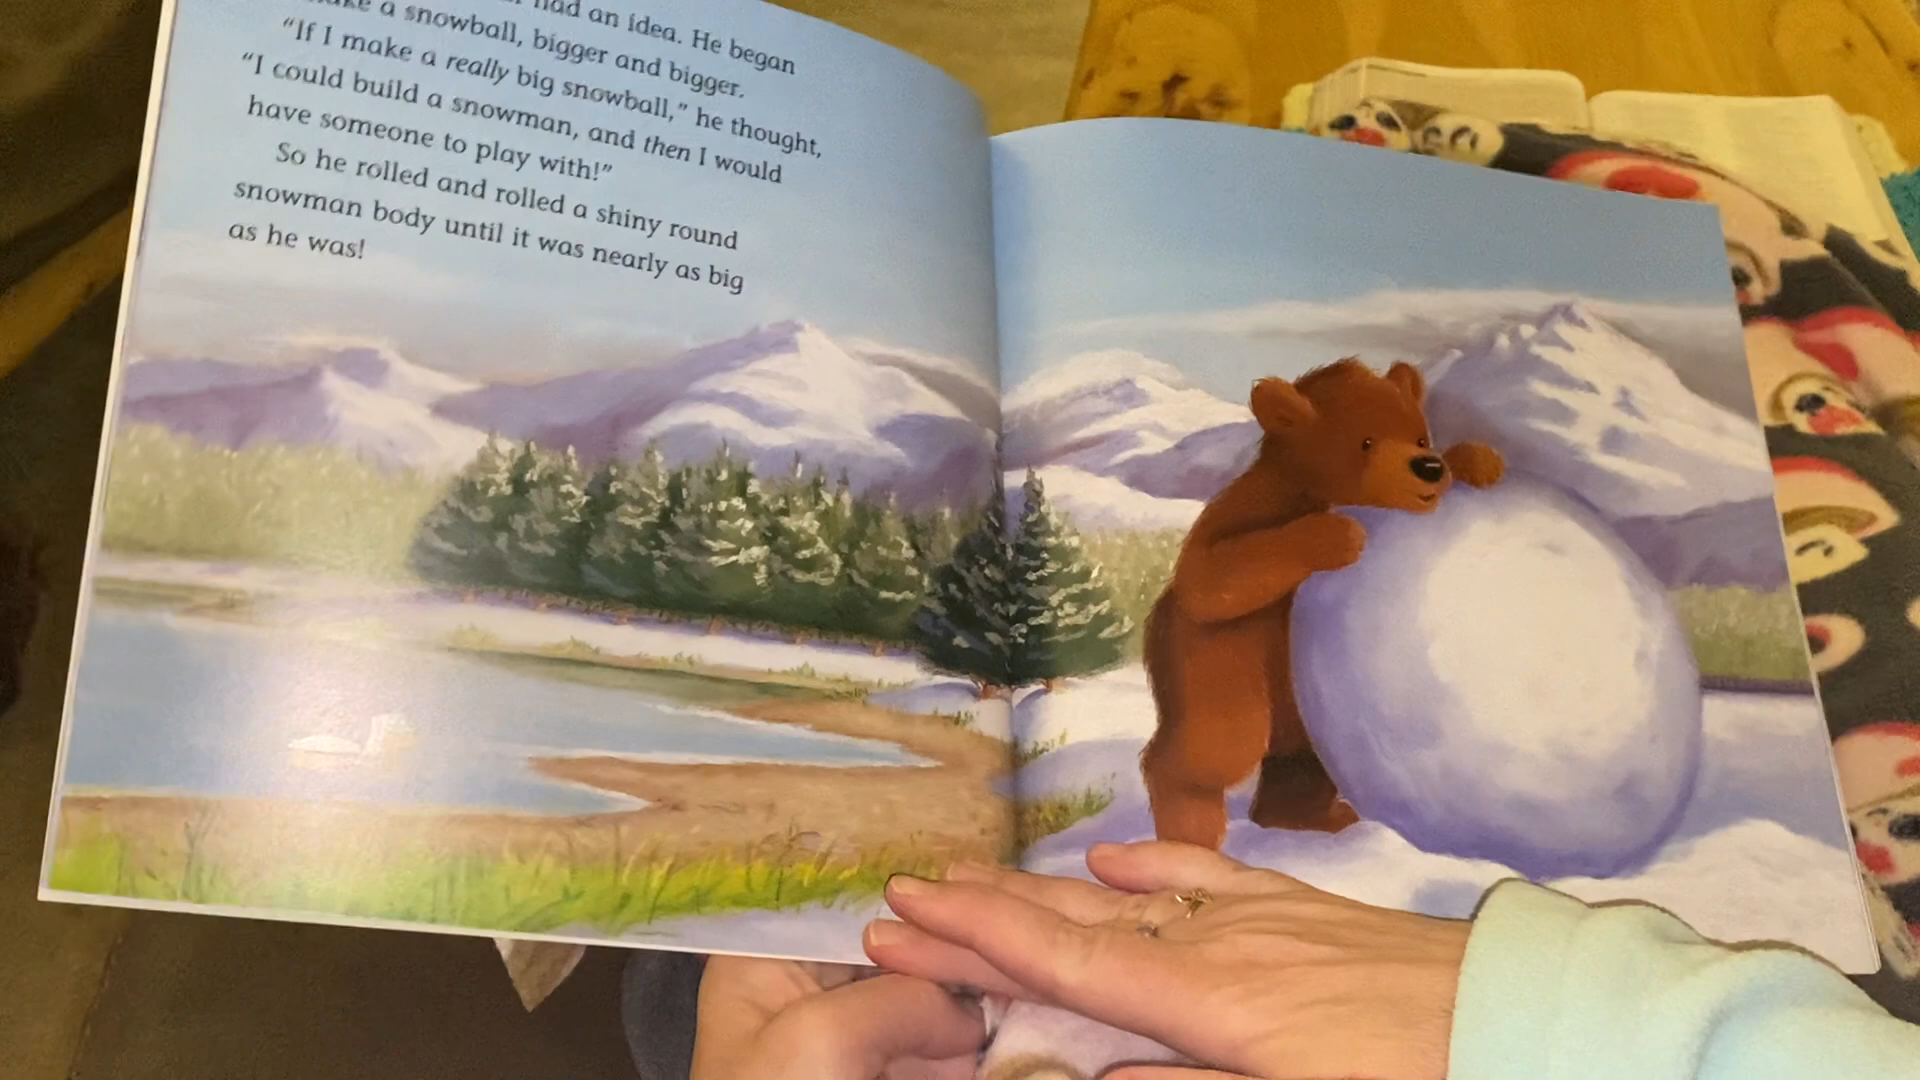 had an idea. He began
a snowball, bigger and bigger.
“If I make a really big snowball,” he thought,
“I could build a snowman, and then I would
have someone to play with!”
So he rolled and rolled a shiny round
snowman body until it was nearly as big
as he was!